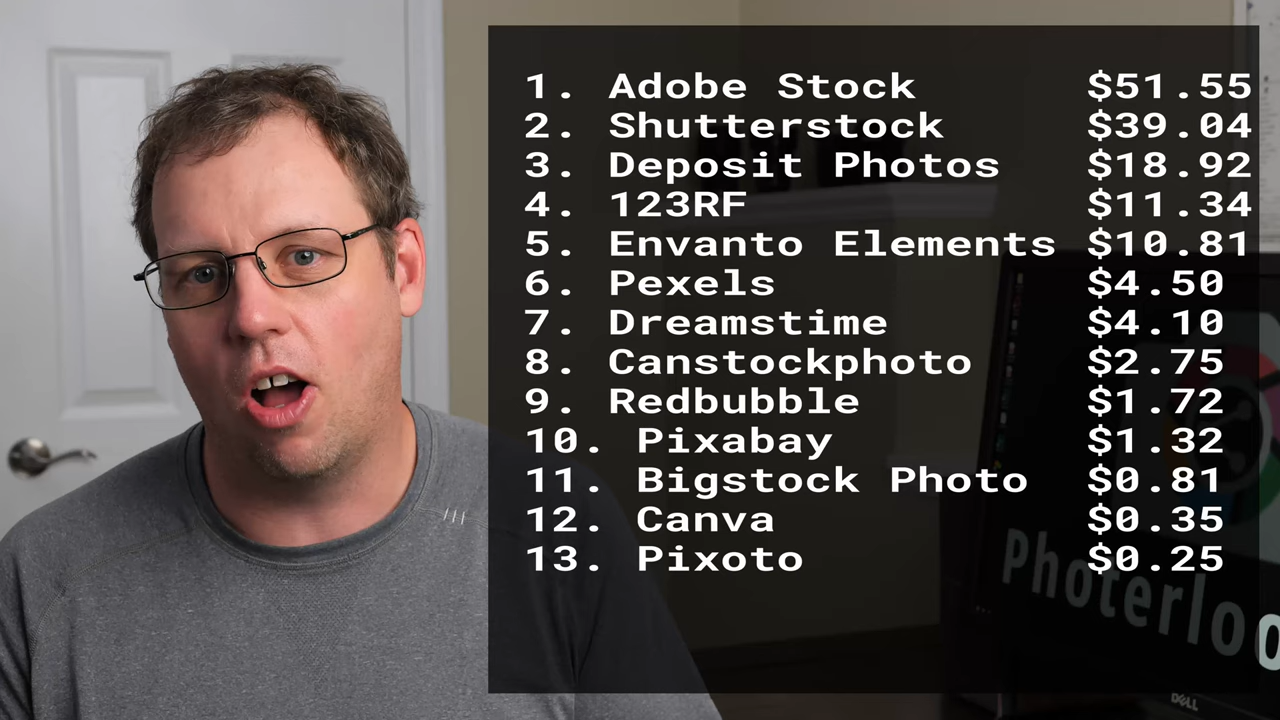 1. Adobe Stock $51.55
2. Shutterstock $39.04
3. Deposit Photos $18.92
4. 123RF $11.34
5. Envanto Elements $10.81
6. Pexels $4.50
7. Dreamstime $4.10
8. Canstockphoto $2.75
9. Redbubble $1.72
10. Pixabay $1.32
11. Bigstock Photo $0.81
12. Canva $0.35
13. Pixoto $0.25
Photerloo
DELL